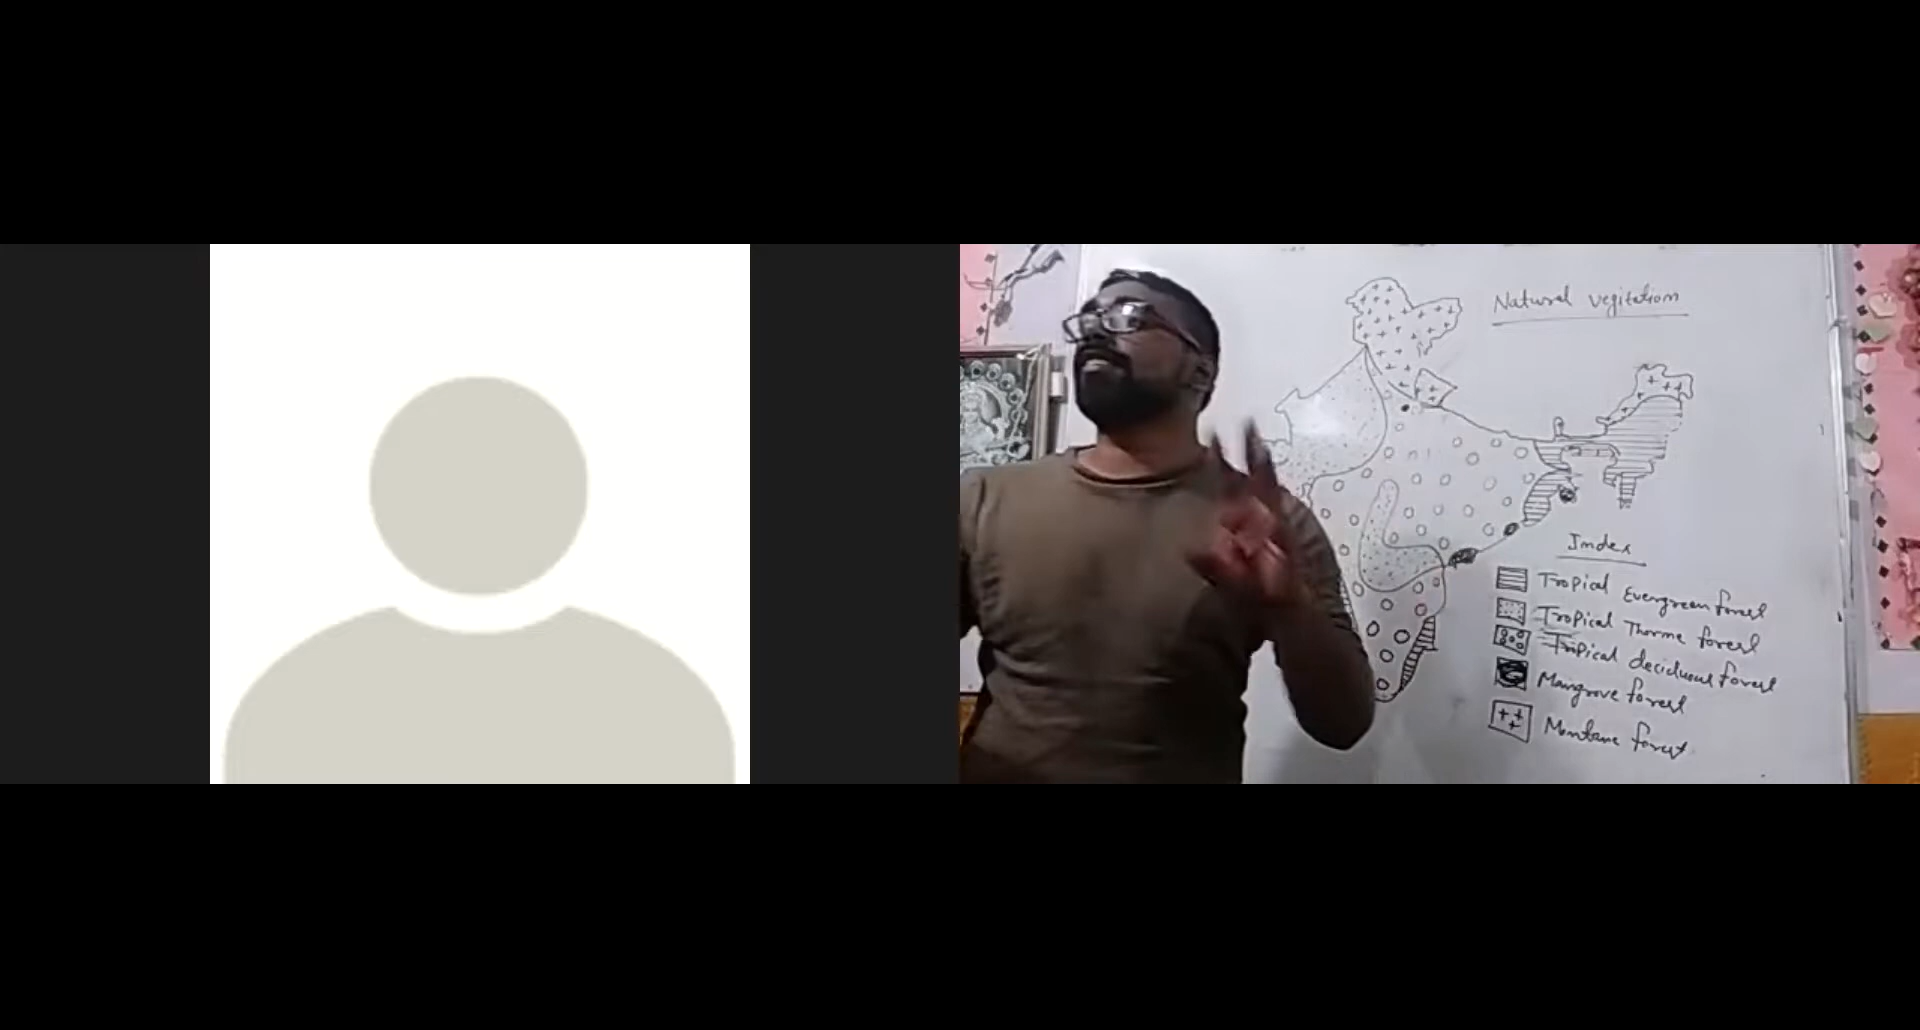 Natural vegitation
Index
Tropical Evergreen forest
Tropical Thorne forest
Tropical deciduous forest
Mangrove forest
Montane forest